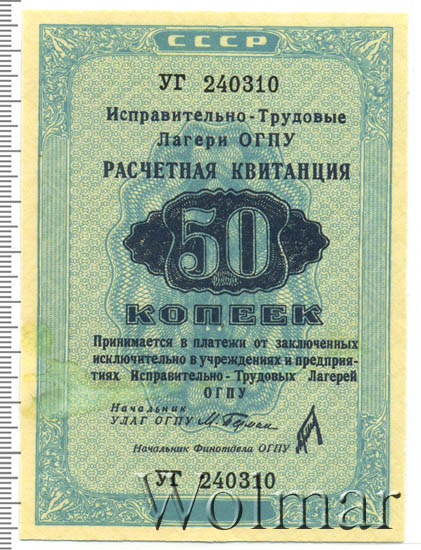 СССР
УГ 240310
Исправительно-Трудовые
Лагери ОГПУ
РАСЧЕТНАЯ КВИТАНЦИЯ
50
КОПЕЕК
Принимается в платежи от заключенных
исключительно в учреждениях и предприя-
тиях Исправительно-Трудовых Лагерей
ОГПУ
Начальник
УЛАГ ОГПУ
Начальник Финотдела ОГПУ
УГ 240310
Wolmar